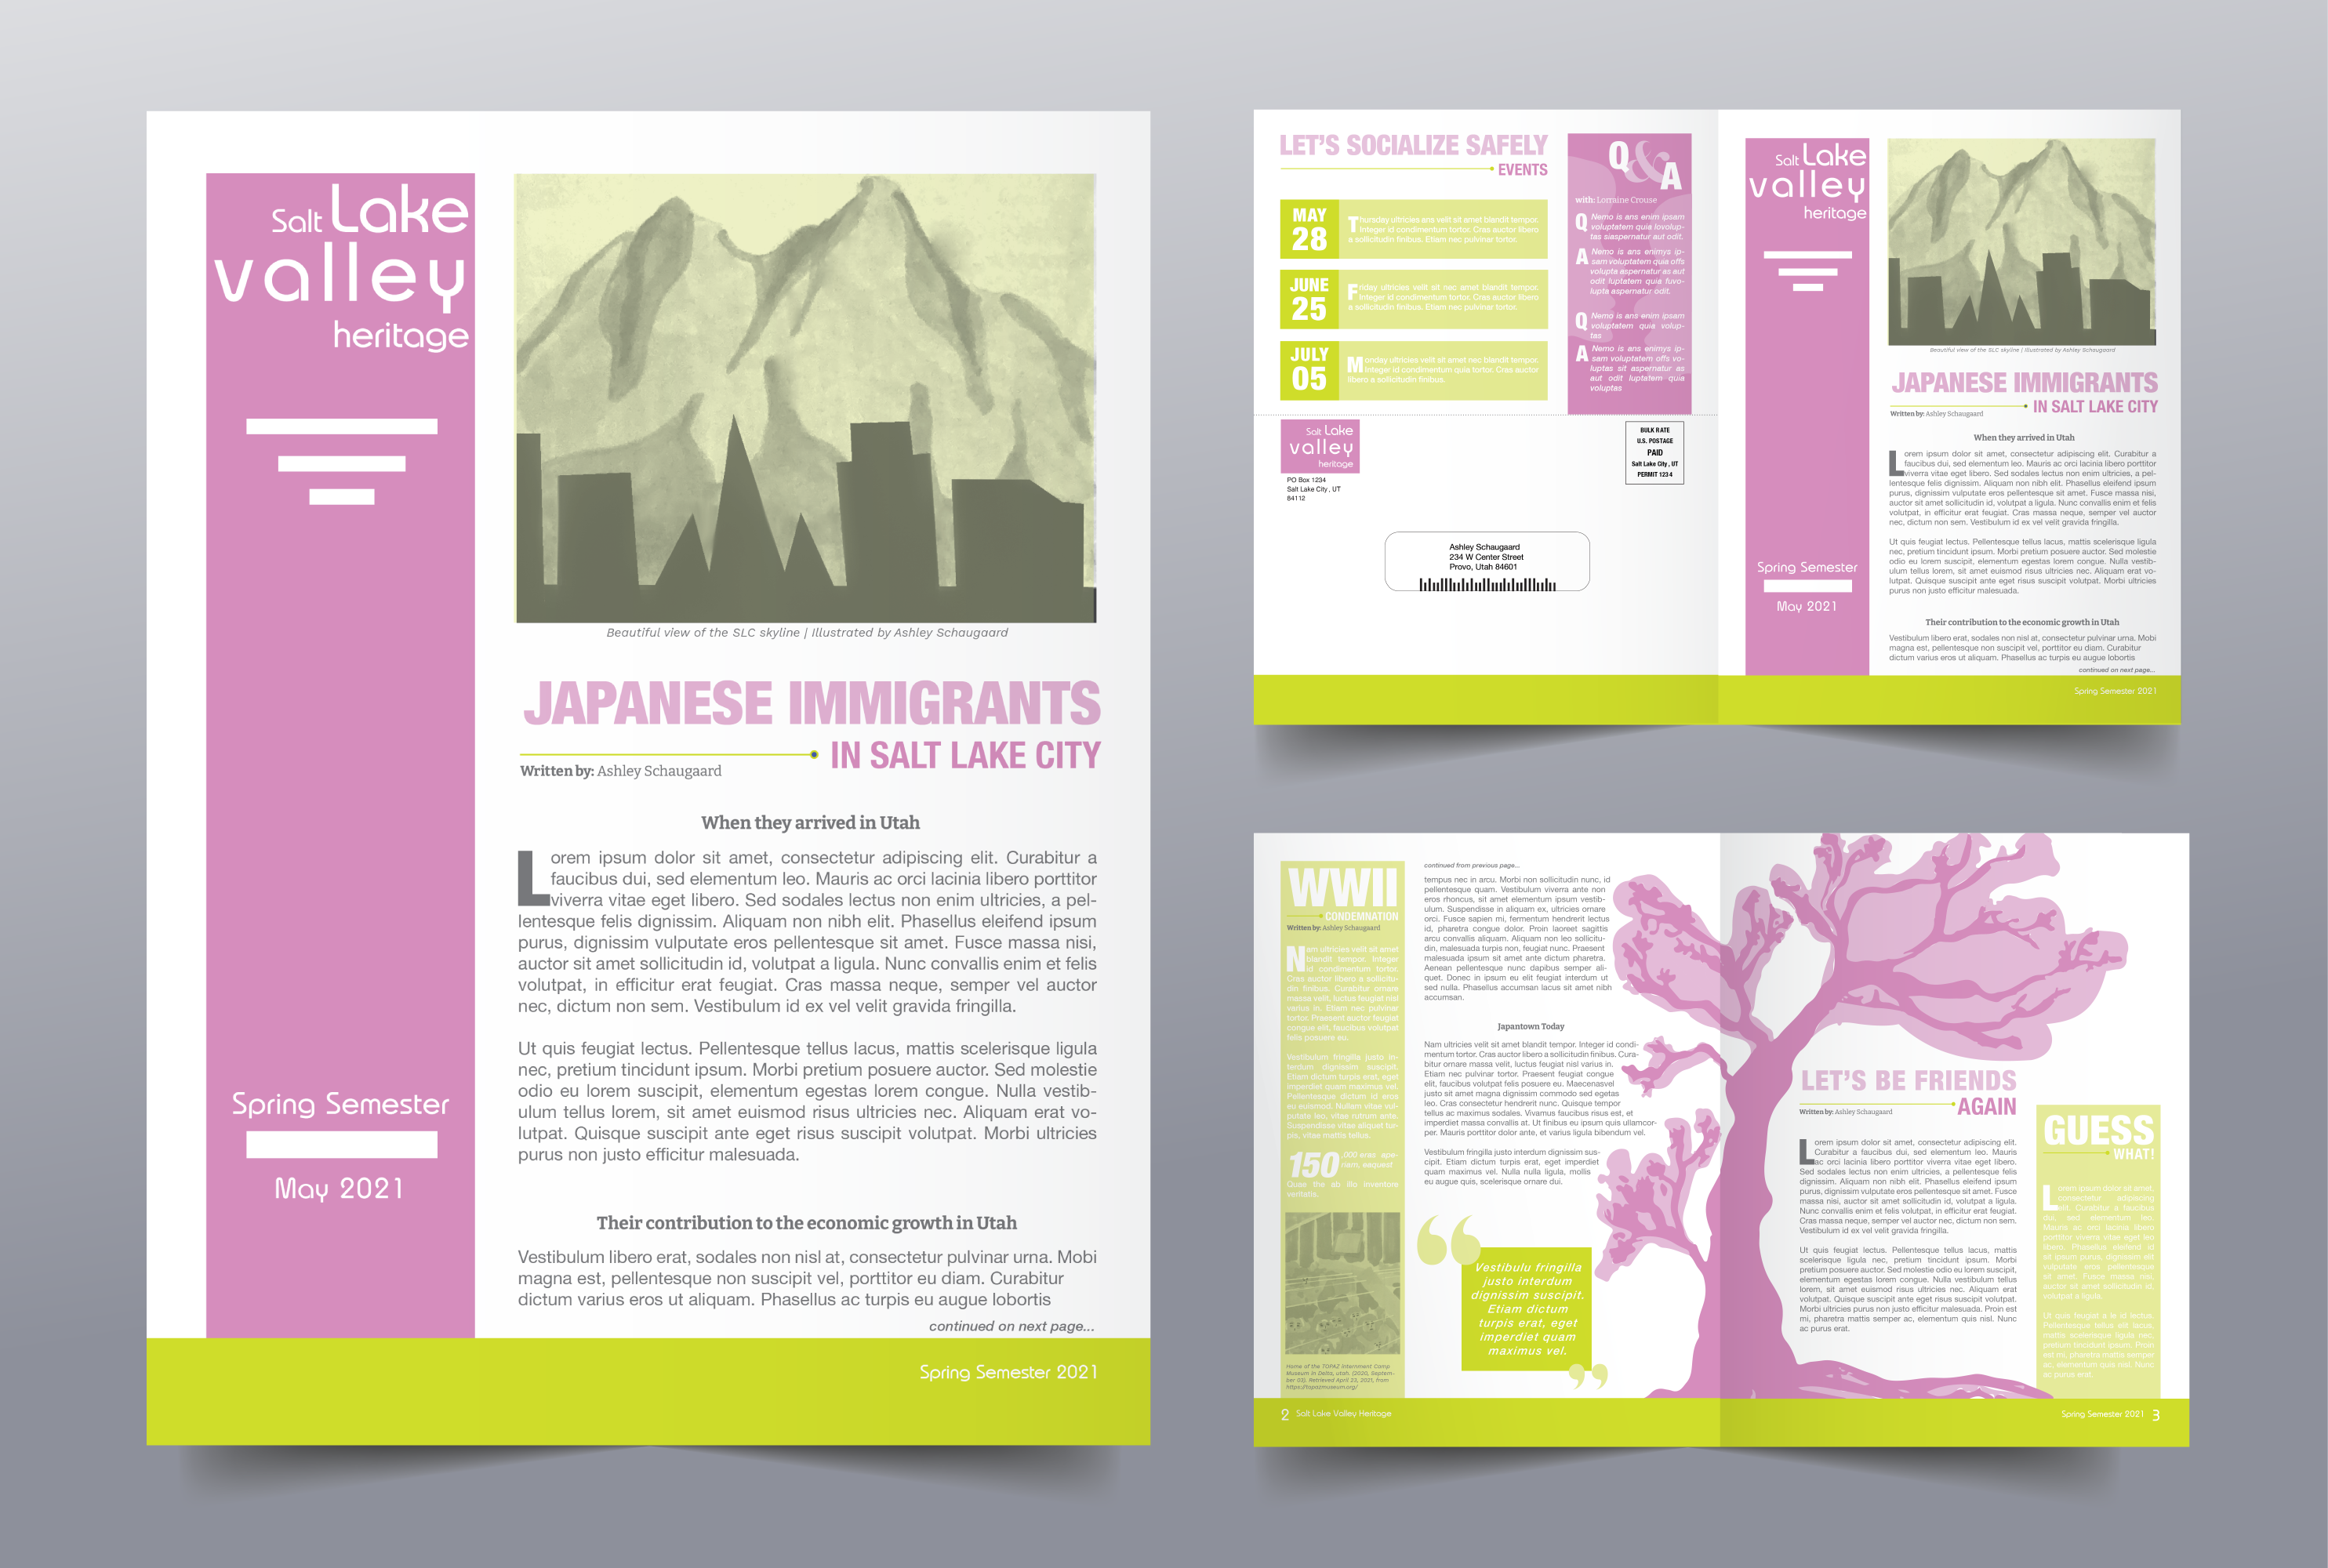 Salt Lake
valley
heritage
Spring Semester
May 2021
Beautiful view of the SLC skyline | Illustrated by Ashley Schaugaard
JAPANESE IMMIGRANTS
IN SALT LAKE CITY
Written by: Ashley Schaugaard
When they arrived in Utah
Lorem ipsum dolor sit amet, consectetur adipiscing elit. Curabitur a
faucibus dui, sed elementum leo. Mauris ac orci lacinia libero porttitor
viverra vitae eget libero. Sed sodales lectus non enim ultricies, a pel-
lentesque felis dignissim. Aliquam non nibh elit. Phasellus eleifend ipsum
purus, dignissim vulputate eros pellentesque sit amet. Fusce massa nisi,
auctor sit amet sollicitudin id, volutpat a ligula. Nunc convallis enim et felis
volutpat, in efficitur erat feugiat. Cras massa neque, semper vel auctor
nec, dictum non sem. Vestibulum id ex vel velit gravida fringilla.
Ut quis feugiat lectus. Pellentesque tellus lacus, mattis scelerisque ligula
nec, pretium tincidunt ipsum. Morbi pretium posuere auctor. Sed molestie
odio eu lorem suscipit, elementum egestas lorem congue. Nulla vestib-
ulum tellus lorem, sit amet euismod risus ultricies nec. Aliquam erat vo-
lutpat. Quisque suscipit ante eget risus suscipit volutpat. Morbi ultricies
purus non justo efficitur malesuada.
Their contribution to the economic growth in Utah
Vestibulum libero erat, sodales non nisl at, consectetur pulvinar urna. Mobi
magna est, pellentesque non suscipit vel, porttitor eu diam. Curabitur
dictum varius eros ut aliquam. Phasellus ac turpis eu augue lobortis
continued on next page...
Spring Semester 2021
LET'S SOCIALIZE SAFELY
EVENTS
MAY
28
Thursday ultricies ans velit sit amet blandit tempor.
Integer id condimentum tortor. Cras auctor libero
a sollicitudin finibus. Etiam nec pulvinar tortor.
JUNE
25
Friday ultricies velit sit nec amet blandit tempor.
Integer id condimentum tortor. Cras auctor libero
a sollicitudin finibus. Etiam nec pulvinar tortor.
JULY
05
Monday ultricies velit sit amet nec blandit tempor.
Integer id condimentum quia tortor. Cras auctor
libero a sollicitudin finibus.
Q&A
with: Lorraine Crouse
Q Nemo is ans enim ipsam
voluptatem quia lovolup-
tas siaspernatur aut odit.
A Nemo is ans enimys ip-
sam voluptatem quia offs
volupta aspernatur as aut
odit luptatem quia fuvo-
lupta aspernatur odit.
Q Nemo is ans enim ipsam
voluptatem quia volup-
tas
A Nemo is ans enimys ip-
sam voluptatem offs vo-
luptas sit aspernatur as
aut odit luptatem quia
voluptas
Salt Lake
valley
heritage
PO Box 1234
Salt Lake City, UT
84112
BULK RATE
U.S. POSTAGE
PAID
Salt Lake City, UT
PERMIT 1234
Ashley Schaugaard
234 W Center Street
Provo, Utah 84601
Salt Lake
valley
heritage
Spring Semester
May 2021
Beautiful view of the SLC skyline | Illustrated by Ashley Schaugaard
JAPANESE IMMIGRANTS
IN SALT LAKE CITY
Written by: Ashley Schaugaard
When they arrived in Utah
Lorem ipsum dolor sit amet, consectetur adipiscing elit. Curabitur a
faucibus dui, sed elementum leo. Mauris ac orci lacinia libero porttitor
viverra vitae eget libero. Sed sodales lectus non enim ultricies, a pel-
lentesque felis dignissim. Aliquam non nibh elit. Phasellus eleifend ipsum
purus, dignissim vulputate eros pellentesque sit amet. Fusce massa nisi,
auctor sit amet sollicitudin id, volutpat a ligula. Nunc convallis enim et felis
volutpat, in efficitur erat feugiat. Cras massa neque, semper vel auctor
nec, dictum non sem. Vestibulum id ex vel velit gravida fringilla.
Ut quis feugiat lectus. Pellentesque tellus lacus, mattis scelerisque ligula
nec, pretium tincidunt ipsum. Morbi pretium posuere auctor. Sed molestie
odio eu lorem suscipit, elementum egestas lorem congue. Nulla vestib-
ulum tellus lorem, sit amet euismod risus ultricies nec. Aliquam erat vo-
lutpat. Quisque suscipit ante eget risus suscipit volutpat. Morbi ultricies
purus non justo efficitur malesuada.
Their contribution to the economic growth in Utah
Vestibulum libero erat, sodales non nisl at, consectetur pulvinar urna. Mobi
magna est, pellentesque non suscipit vel, porttitor eu diam. Curabitur
dictum varius eros ut aliquam. Phasellus ac turpis eu augue lobortis
continued on next page...
Spring Semester 2021
WWII
CONDEMNATION
Written by: Ashley Schaugaard
Nam ultricies velit sit amet
blandit tempor. Integer
id condimentum tortor.
Cras auctor libero a sollicitu-
din finibus. Curabitur ornare
massa velit, luctus feugiat nisl
varius in. Etiam nec pulvinar
tortor. Praesent auctor feugiat
congue elit, faucibus volutpat
felis posuere eu.
Vestibulum fringilla justo in-
terdum dignissim suscipit.
Etiam dictum turpis erat, eget
imperdiet quam maximus vel.
Pellentesque dictum id eros
eu euismod. Nullam vitae vul-
putate leo, vitae rutrum ante.
Suspendisse vitae aliquet tur-
pis, vitae mattis tellus.
150,000 eras ape-
riam, eaquest
Quae the ab illo inventore
veritatis.
Home of the TOPAZ Internment Camp
Museum in Delta, utah. (2020, Septem-
ber 03). Retrieved April 23, 2021, from
https://topazmuseum.org/
2 Salt Lake Valley Heritage
continued from previous page...
tempus nec in arcu. Morbi non sollicitudin nunc, id
pellentesque quam. Vestibulum viverra ante non
eros rhoncus, sit amet elementum ipsum vestib-
ulum. Suspendisse in aliquam ex, ultricies ornare
orci. Fusce sapien mi, fermentum hendrerit lectus
id, pharetra congue dolor. Proin laoreet sagittis
arcu convallis aliquam. Aliquam non leo sollicitu-
din, malesuada turpis non, feugiat nunc. Praesent
malesuada ipsum sit amet ante dictum pharetra.
Aenean pellentesque nunc dapibus semper ali-
quet. Donec in ipsum eu elit feugiat interdum ut
sed nulla. Phasellus accumsan lacus sit amet nibh
accumsan.
Japantown Today
Nam ultricies velit sit amet blandit tempor. Integer id condi-
mentum tortor. Cras auctor libero a sollicitudin finibus. Cura-
bitur ornare massa velit, luctus feugiat nisl varius in.
Etiam nec pulvinar tortor. Praesent feugiat congue
elit, faucibus volutpat felis posuere eu. Maecenasvel
justo sit amet magna dignissim commodo sed egetas
leo. Cras consectetur hendrerit nunc. Quisque tempor
tellus ac maximus sodales. Vivamus faucibus risus est, et
imperdiet massa convallis at. Ut finibus eu ipsum quis ullamcor-
per. Mauris porttitor dolor ante, et varius ligula bibendum vel.
Vestibulum fringilla justo interdum dignissim sus-
cipit. Etiam dictum turpis erat, eget imperdiet
quam maximus vel. Nulla nulla ligula, mollis
eu augue quis, scelerisque ornare dui.
“Vestibulu fringilla
justo interdum
dignissim suscipit.
Etiam dictum
turpis erat, eget
imperdiet quam
maximus vel.”
LET'S BE FRIENDS
AGAIN
Written by: Ashley Schaugaard
Lorem ipsum dolor sit amet, consectetur adipiscing elit.
Curabitur a faucibus dui, sed elementum leo. Mauris
ac orci lacinia libero porttitor viverra vitae eget libero.
Sed sodales lectus non enim ultricies, a pellentesque felis
dignissim. Aliquam non nibh elit. Phasellus eleifend ipsum
purus, dignissim vulputate eros pellentesque sit amet. Fusce
massa nisi, auctor sit amet sollicitudin id, volutpat a ligula.
Nunc convallis enim et felis volutpat, in efficitur erat feugiat.
Cras massa neque, semper vel auctor nec, dictum non sem.
Vestibulum id ex vel velit gravida fringilla.
Ut quis feugiat lectus. Pellentesque tellus lacus, mattis
scelerisque ligula nec, pretium tincidunt ipsum. Morbi
pretium posuere auctor. Sed molestie odio eu lorem suscipit,
elementum egestas lorem congue. Nulla vestibulum tellus
lorem, sit amet euismod risus ultricies nec. Aliquam erat
volutpat. Quisque suscipit ante eget risus suscipit volutpat.
Morbi ultricies purus non justo efficitur malesuada. Proin est
mi, pharetra mattis semper ac, elementum quis nisl. Nunc
ac purus erat.
GUESS
WHAT!
Lorem ipsum dolor sit amet,
consectetur adipiscing
elit. Curabitur a faucibus
dui, sed elementum leo.
Mauris ac orci lacinia libero
porttitor viverra vitae eget leo
libero. Phasellus eleifend id
sit ipsum purus, dignissim elit
vulputate eros pellentesque
sit amet. Fusce massa nisi,
auctor sit amet sollicitudin id,
volutpat a ligula.
Ut quis feugiat a le id lectus.
Pellentesque tellus elit lacus,
mattis scelerisque ligula nec,
pretium tincidunt ipsum. Proin
est mi, pharetra mattis semper
ac, elementum quis nisl. Nunc
ac purus erat.
Spring Semester 2021 3